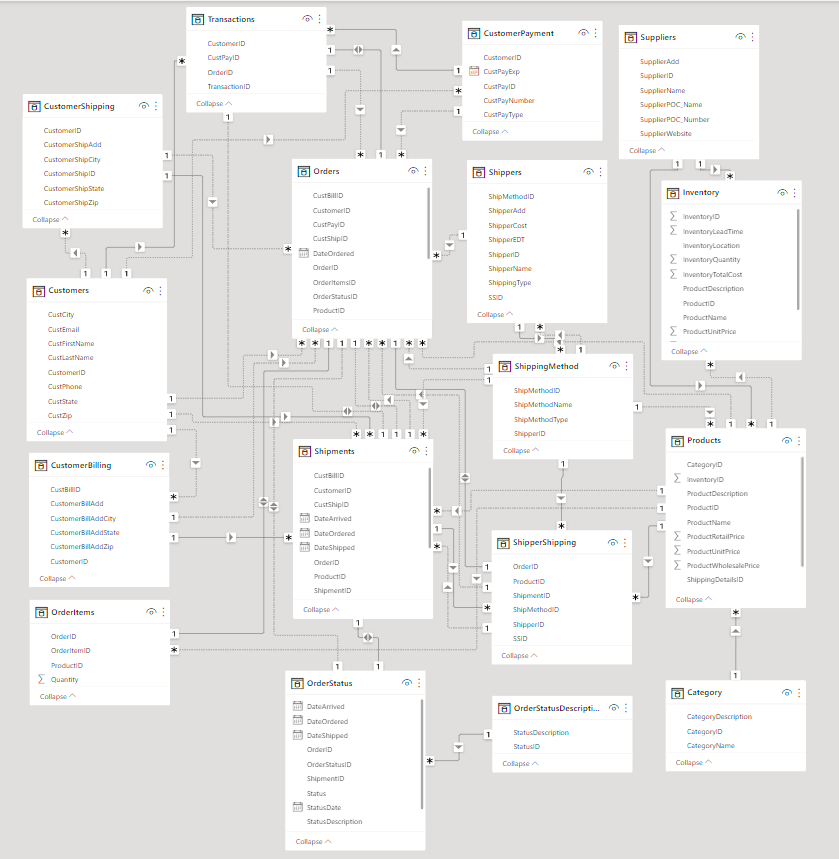 Transactions
CustomerID
CustPayID
OrderID
TransactionID
Collapse
CustomerPayment
CustomerID
CustPayExp
CustPayID
CustPayNumber
CustPayType
Collapse
Suppliers
SupplierAdd
SupplierID
SupplierName
SupplierPOC_Name
SupplierPOC_Number
SupplierWebsite
Collapse
CustomerShipping
CustomerID
CustomerShipAdd
CustomerShipCity
CustomerShipID
CustomerShipState
CustomerShipZip
Collapse
Orders
CustBillID
CustomerID
CustPayID
CustShipID
DateOrdered
OrderID
OrderItemsID
OrderStatusID
ProductID
Collapse
Shippers
ShipMethodID
ShipperAdd
ShipperCost
ShipperEDT
ShipperID
ShipperName
ShippingType
SSID
Collapse
Inventory
InventoryID
InventoryLeadTime
InventoryLocation
InventoryQuantity
InventoryTotalCost
ProductDescription
ProductID
ProductName
ProductUnitPrice
Collapse
Customers
CustCity
CustEmail
CustFirstName
CustLastName
CustomerID
CustPhone
CustState
CustZip
Collapse
ShippingMethod
ShipMethodID
ShipMethodName
ShipMethodType
ShipperID
Collapse
Products
CategoryID
InventoryID
ProductDescription
ProductID
ProductName
ProductRetailPrice
ProductUnitPrice
ProductWholesalePrice
ShippingDetailsID
Collapse
CustomerBilling
CustBillID
CustomerBillAdd
CustomerBillAddCity
CustomerBillAddState
CustomerBillAddZip
CustomerID
Collapse
Shipments
CustBillID
CustomerID
CustShipID
DateArrived
DateOrdered
DateShipped
OrderID
ProductID
ShipmentID
Collapse
ShipperShipping
OrderID
ProductID
ShipmentID
ShipMethodID
ShipperID
SSID
Collapse
OrderItems
OrderID
OrderItemID
ProductID
Quantity
Collapse
OrderStatus
DateArrived
DateOrdered
DateShipped
OrderID
OrderStatusID
ShipmentID
Status
StatusDate
StatusDescription
Collapse
OrderStatusDescripti...
StatusDescription
StatusID
Collapse
Category
CategoryDescription
CategoryID
CategoryName
Collapse